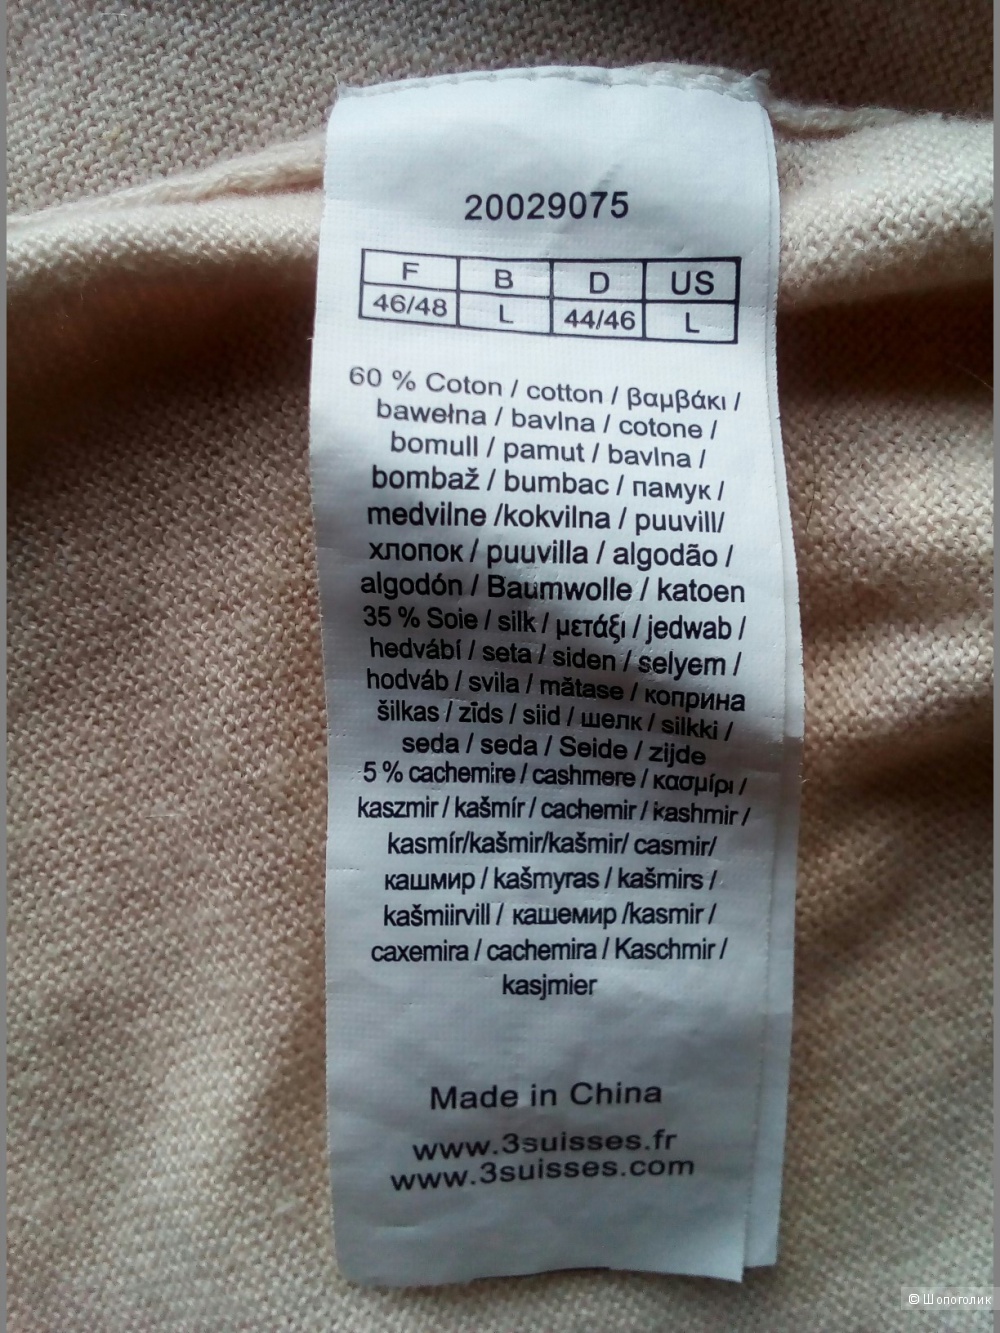 20029075
F B D US
46/48 L 44/46 L
60 % Coton / cotton / βαμβάκι /
bawełna / bavlna / cotone /
bomull / pamut / bavlna /
bombaž / bumbac / памук /
medvilne /kokvilna / puuvill/
хлопок / puuvilla / algodão /
algodón / Baumwolle / katoen
35 % Soie / silk / μετάξι / jedwab /
hedvábí / seta / siden / selyem /
hodváb / svila / mătase / коприна
šilkas / zīds / siid / шелк / silkki /
seda / seda / Seide / zijde
5 % cachemire / cashmere / κασμίρι /
kaszmir / kašmír / cachemir / kashmir /
kasmír/kašmir/kašmir/ casmir/
кашмир / kašmyras / kašmirs /
kašmiirvill / кашемир /kasmir /
caxemira / cachemira / Kaschmir /
kasjmier
Made in China
www.3suisses.fr
www.3suisses.com
© Шопоголик